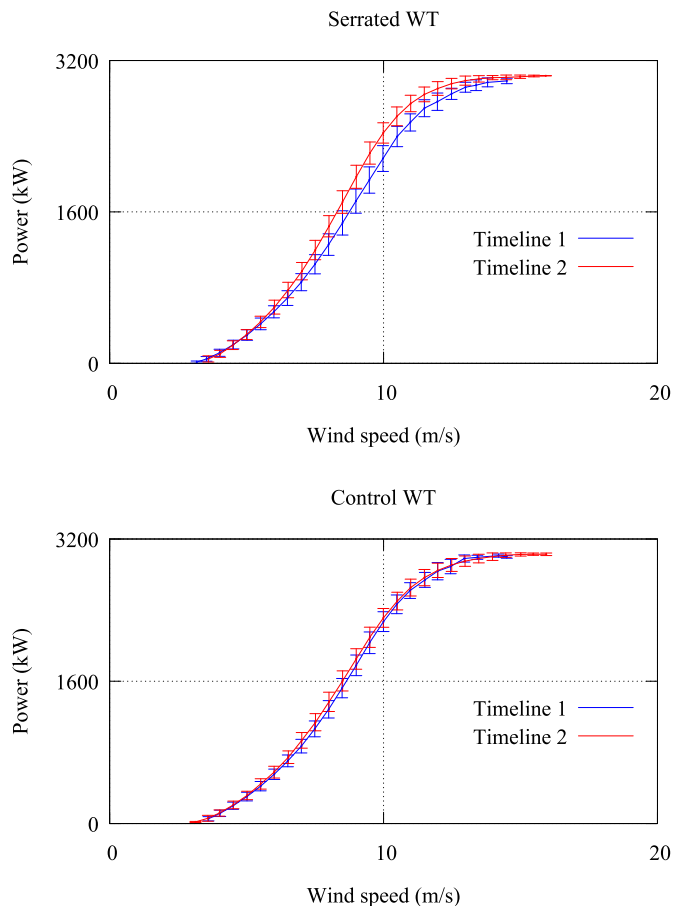 Serrated WT
3200
1600
0
Power (kW)
Timeline 1
Timeline 2
0 10 20
Wind speed (m/s)
Control WT
3200
1600
0
Power (kW)
Timeline 1
Timeline 2
0 10 20
Wind speed (m/s)